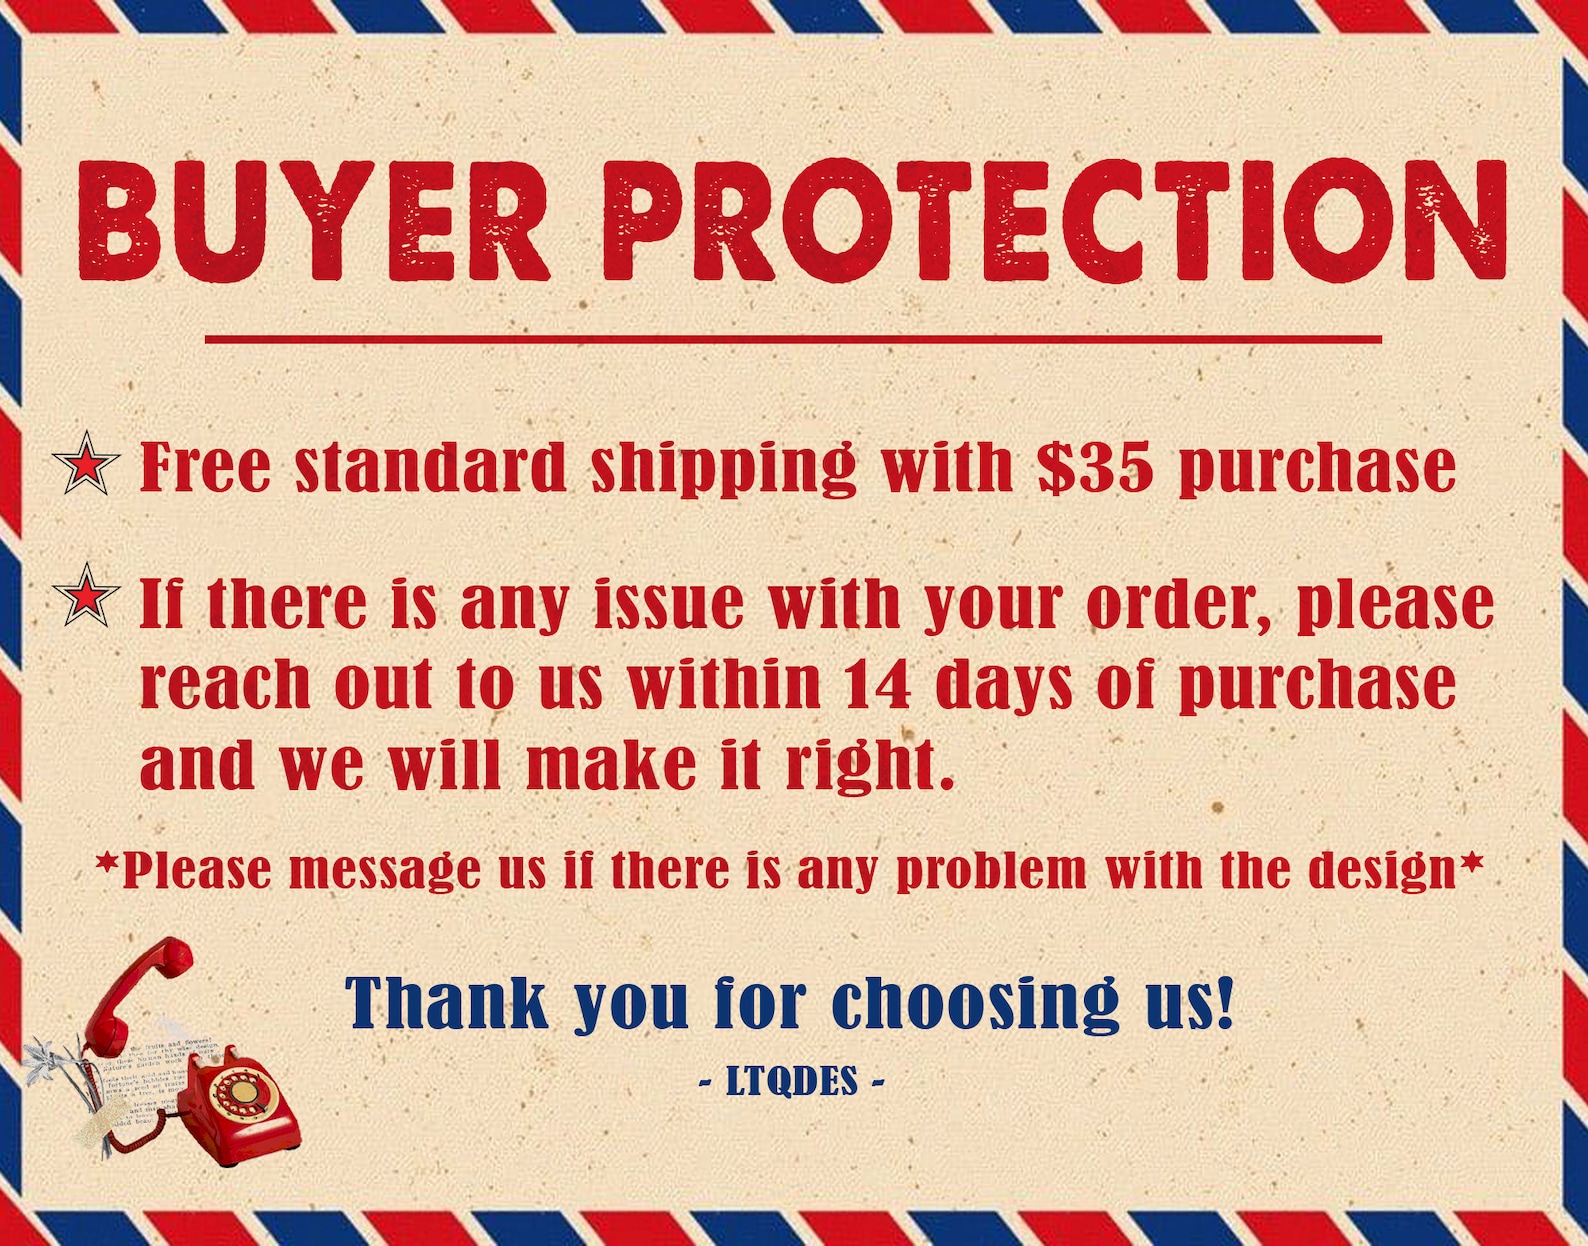 BUYER PROTECTION
Free standard shipping with $35 purchase
If there is any issue with your order, please
reach out to us within 14 days of purchase
and we will make it right.
*Please message us if there is any problem with the design*
Thank you for choosing us!
- LTQDES -